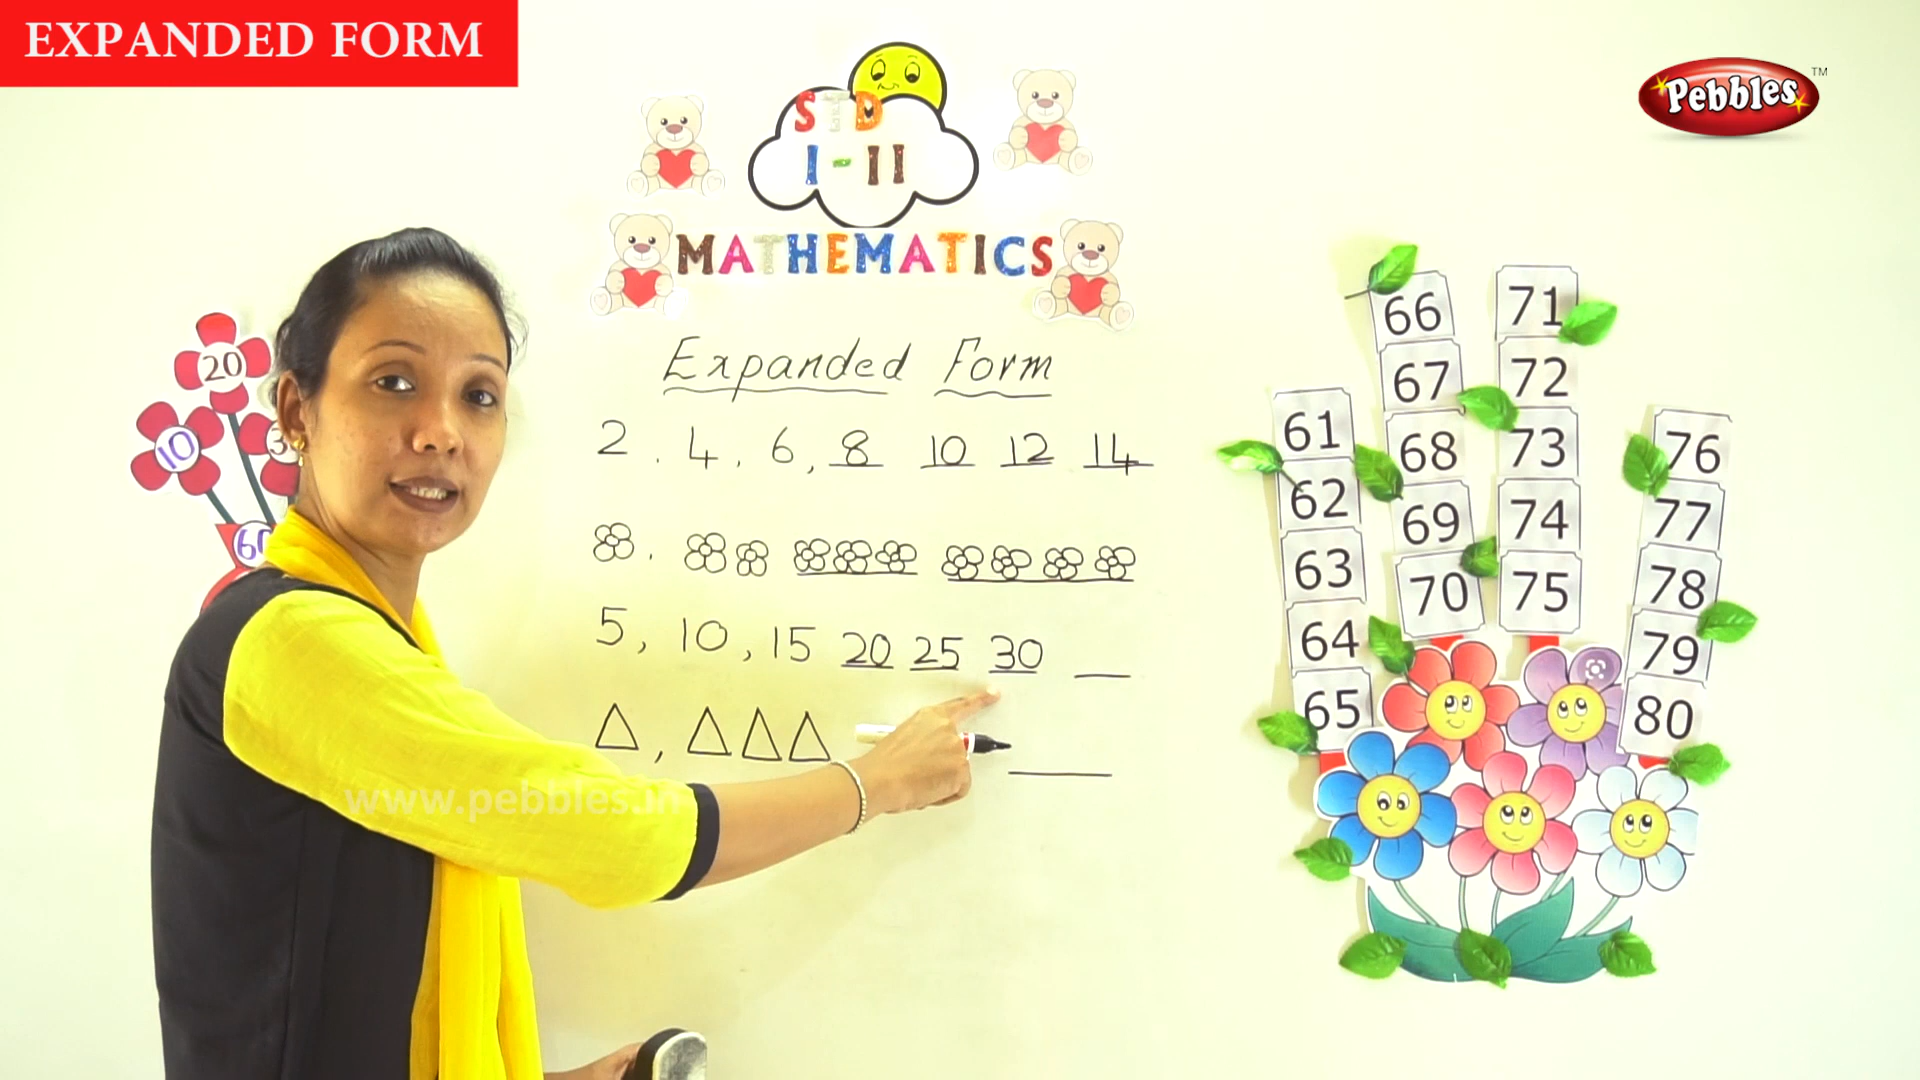 EXPANDED FORM
Pebbles™
STD
I-II
MATHEMATICS
Expanded Form
2, 4, 6, 8 10 12 14
5, 10, 15 20 25 30
20
10
60
www.pebbles.in
61
62
63
64
65
66
67
68
69
70
71
72
73
74
75
76
77
78
79
80